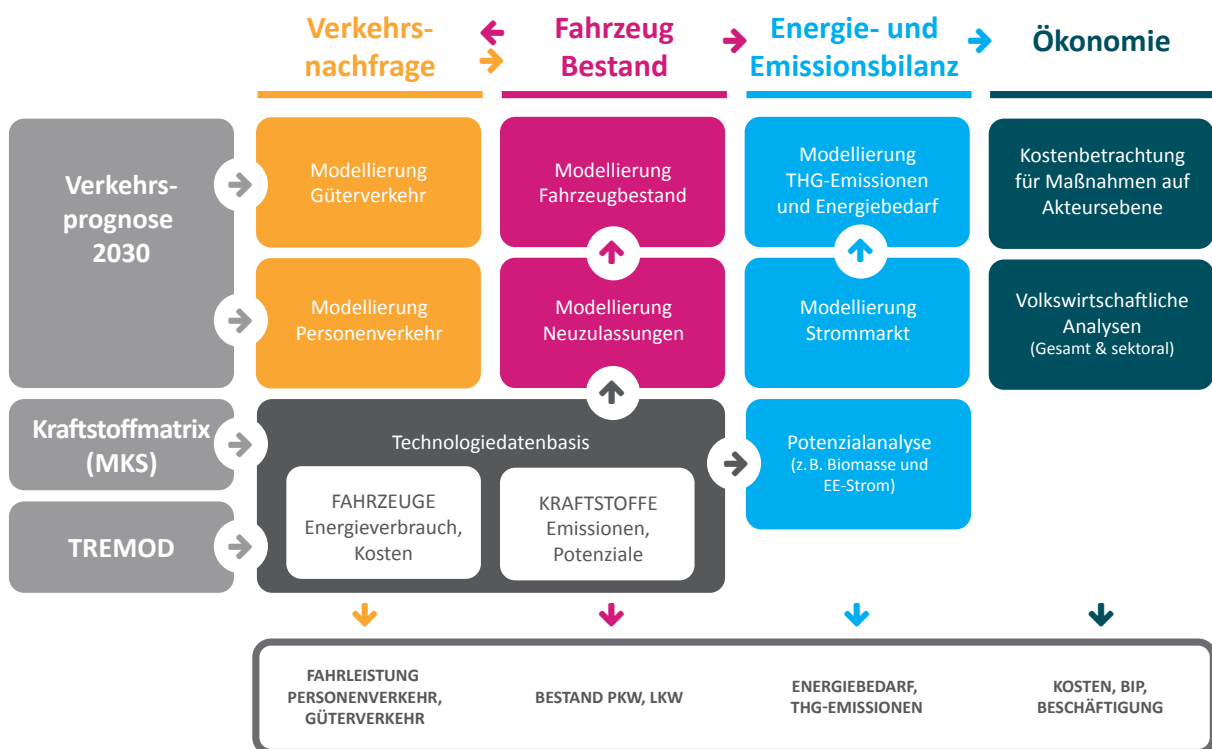 Verkehrs-
nachfrage
Fahrzeug
Bestand
Energie- und
Emissionsbilanz
Ökonomie
Verkehrs-
prognose
2030
Modellierung
Güterverkehr
Modellierung
Fahrzeugbestand
Modellierung
THG-Emissionen
und Energiebedarf
Kostenbetrachtung
für Maßnahmen auf
Akteursebene
Modellierung
Personenverkehr
Modellierung
Neuzulassungen
Modellierung
Strommarkt
Volkswirtschaftliche
Analysen
(Gesamt & sektoral)
Kraftstoffmatrix
(MKS)
TREMOD
Technologiedatenbasis
FAHRZEUGE
Energieverbrauch,
Kosten
KRAFTSTOFFE
Emissionen,
Potenziale
Potenzialanalyse
(z. B. Biomasse und
EE-Strom)
FAHRLEISTUNG
PERSONENVERKEHR,
GÜTERVERKEHR
BESTAND PKW, LKW
ENERGIEBEDARF,
THG-EMISSIONEN
KOSTEN, BIP,
BESCHÄFTIGUNG